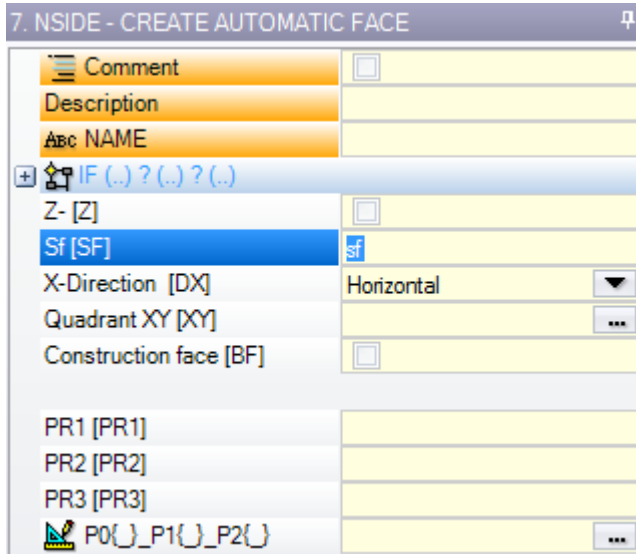 7. NSIDE - CREATE AUTOMATIC FACE
Comment
Description
ABC NAME
IF (..) ? (..) ? (..)
Z- [Z]
Sf [SF] sf
X-Direction [DX] Horizontal
Quadrant XY [XY] ...
Construction face [BF]
PR1 [PR1]
PR2 [PR2]
PR3 [PR3]
P0{_}_P1{_}_P2{_} ...